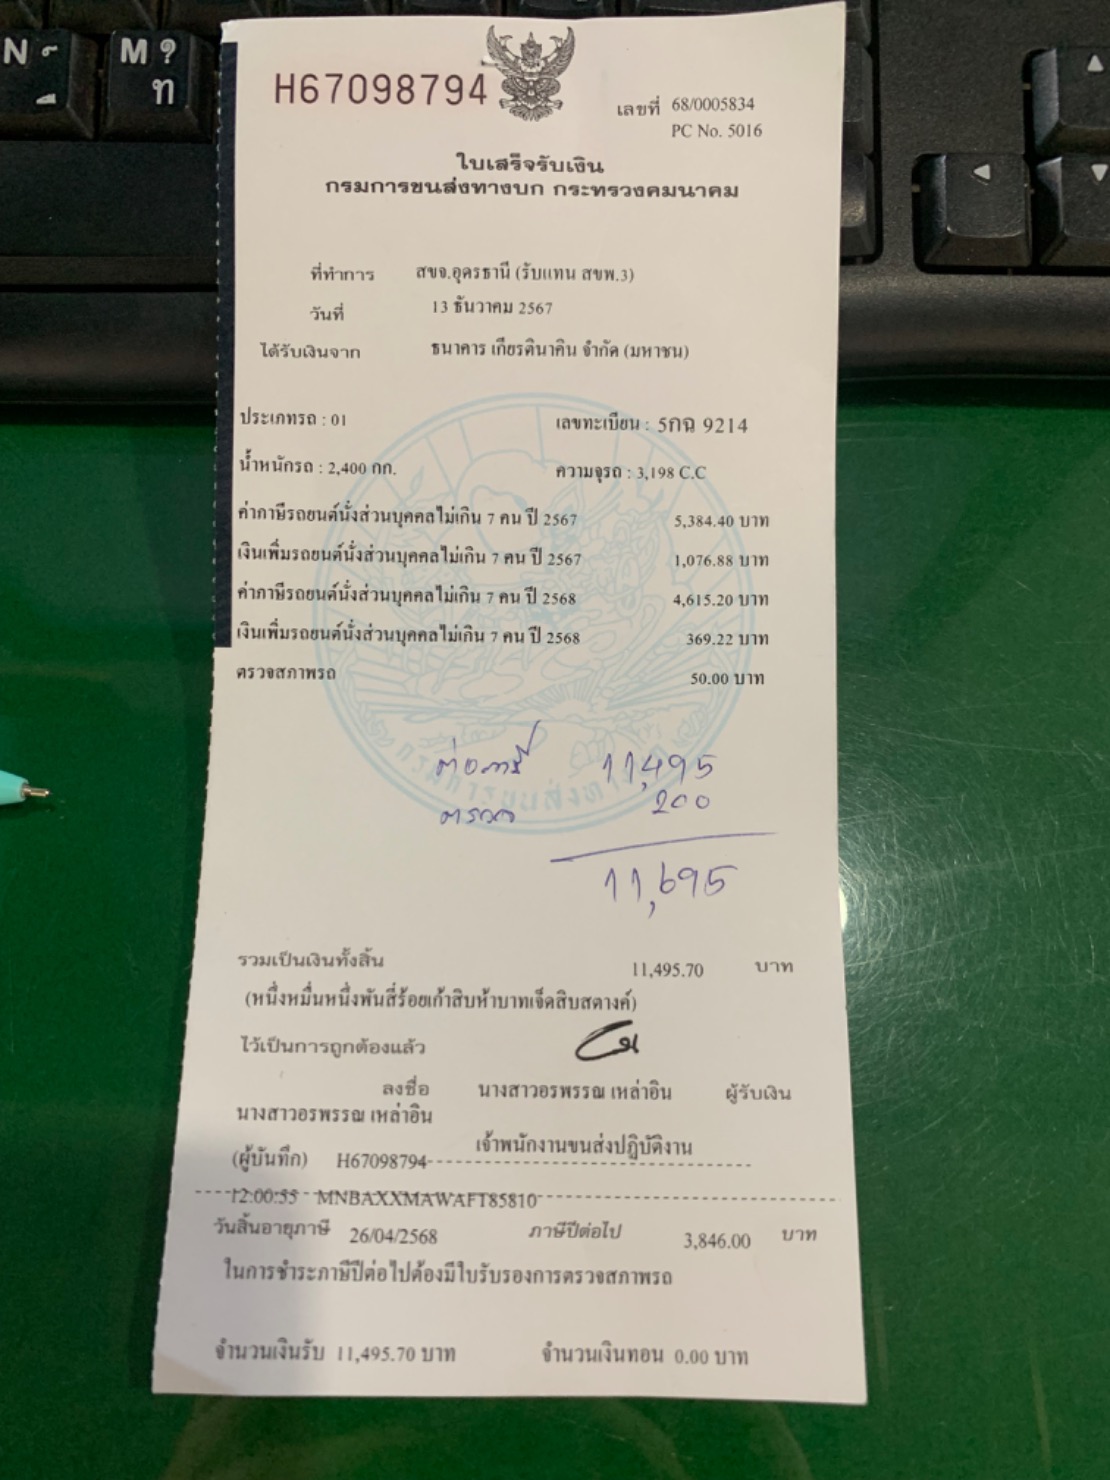 N
M ?
ท
H67098794
เลขที่ 68/0005834
PC No. 5016
ใบเสร็จรับเงิน
กรมการขนส่งทางบก กระทรวงคมนาคม
ที่ทำการ สขจ.อุดรธานี (รับแทน สขพ.3)
วันที่ 13 ธันวาคม 2567
ได้รับเงินจาก ธนาคาร เกียรตินาคิน จำกัด (มหาชน)
ประเภทรถ : 01 เลขทะเบียน : 5กฉ 9214
น้ำหนักรถ : 2,400 กก. ความจุรถ : 3,198 C.C
ค่าภาษีรถยนต์นั่งส่วนบุคคลไม่เกิน 7 คน ปี 2567 5,384.40 บาท
เงินเพิ่มรถยนต์นั่งส่วนบุคคลไม่เกิน 7 คน ปี 2567 1,076.88 บาท
ค่าภาษีรถยนต์นั่งส่วนบุคคลไม่เกิน 7 คน ปี 2568 4,615.20 บาท
เงินเพิ่มรถยนต์นั่งส่วนบุคคลไม่เกิน 7 คน ปี 2568 369.22 บาท
ตรวจสภาพรถ 50.00 บาท
ต่อภาษี 11,495
ตรวจ 200
11,695
กรมการขนส่งทาง
รวมเป็นเงินทั้งสิ้น 11,495.70 บาท
(หนึ่งหมื่นหนึ่งพันสี่ร้อยเก้าสิบห้าบาทเจ็ดสิบสตางค์)
ไว้เป็นการถูกต้องแล้ว
ลงชื่อ นางสาวอรพรรณ เหล่าอิน ผู้รับเงิน
นางสาวอรพรรณ เหล่าอิน
เจ้าพนักงานขนส่งปฏิบัติงาน
(ผู้บันทึก) H67098794
12:00:55 MNBAXXMAWAFT85810
วันสิ้นอายุภาษี 26/04/2568 ภาษีปีต่อไป 3,846.00 บาท
ในการชำระภาษีปีต่อไปต้องมีใบรับรองการตรวจสภาพรถ
จำนวนเงินรับ 11,495.70 บาท จำนวนเงินทอน 0.00 บาท